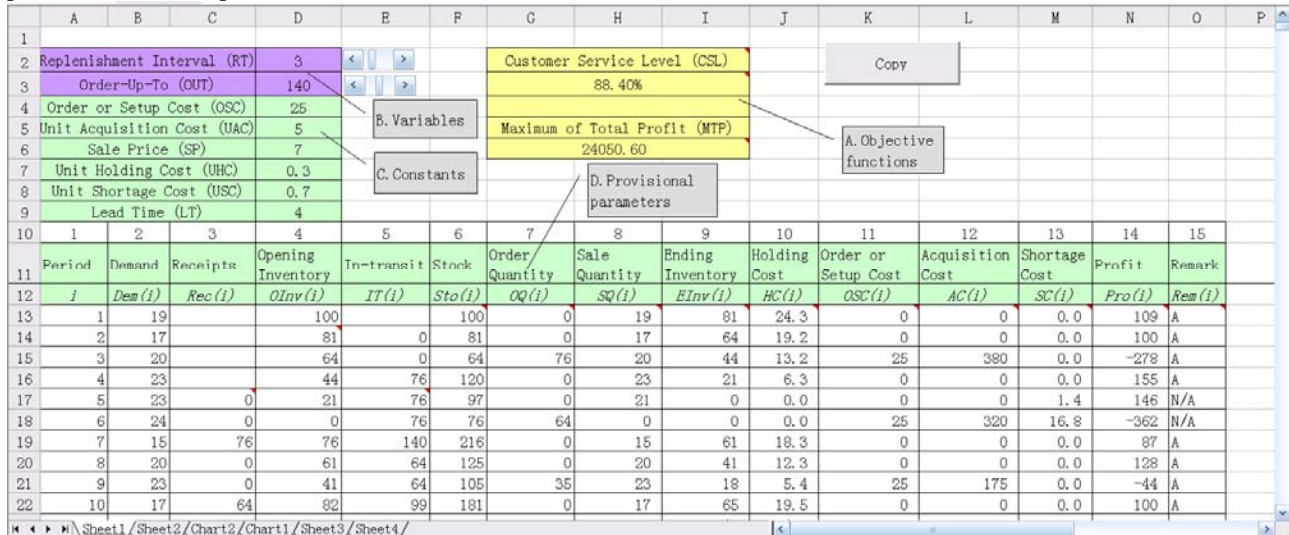 A B C D E F G H I J K L M N O P
1
2 Replenishment Interval (RT) 3 Customer Service Level (CSL) Copy
3 Order-Up-To (OUT) 140 88.40%
4 Order or Setup Cost (OSC) 25 B.Variables
5 Unit Acquisition Cost (UAC) 5 Maximum of Total Profit (MTP) A.Objective functions
6 Sale Price (SP) 7 24050.60
7 Unit Holding Cost (UHC) 0.3 C.Constants D.Provisional parameters
8 Unit Shortage Cost (USC) 0.7
9 Lead Time (LT) 4
10 1 2 3 4 5 6 7 8 9 10 11 12 13 14 15
11 Period Demand Receipts Opening Inventory In-transit Stock Order Quantity Sale Quantity Ending Inventory Holding Cost Order or Setup Cost Acquisition Cost Shortage Cost Profit Remark
12 i Dem(i) Rec(i) OInv(i) IT(i) Sto(i) OQ(i) SQ(i) EInv(i) HC(i) OSC(i) AC(i) SC(i) Pro(i) Rem(i)
13 1 19 100 100 0 19 81 24.3 0 0 0.0 109 A
14 2 17 81 0 81 0 17 64 19.2 0 0 0.0 100 A
15 3 20 64 0 64 76 20 44 13.2 25 380 0.0 -278 A
16 4 23 44 76 120 0 23 21 6.3 0 0 0.0 155 A
17 5 23 0 21 76 97 0 21 0 0.0 0 0 1.4 146 N/A
18 6 24 0 0 76 76 64 0 0 0.0 25 320 16.8 -362 N/A
19 7 15 76 76 140 216 0 15 61 18.3 0 0 0.0 87 A
20 8 20 0 61 64 125 0 20 41 12.3 0 0 0.0 128 A
21 9 23 0 41 64 105 35 23 18 5.4 25 175 0.0 -44 A
22 10 17 64 82 99 181 0 17 65 19.5 0 0 0.0 100 A
Sheet1/Sheet2/Chart2/Chart1/Sheet3/Sheet4/